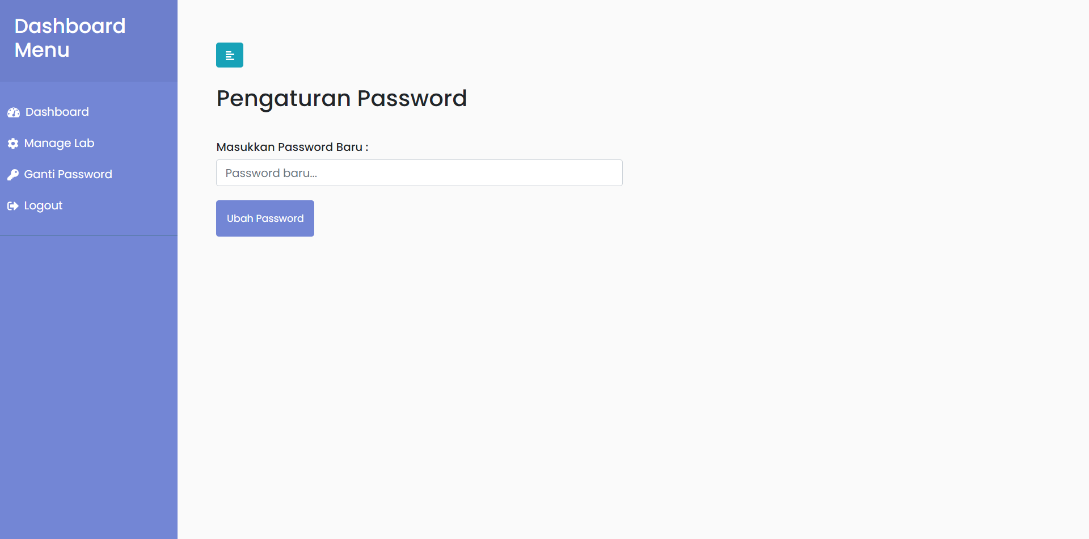 Dashboard
Menu
Dashboard
Manage Lab
Ganti Password
Logout
Pengaturan Password
Masukkan Password Baru :
Password baru...
Ubah Password